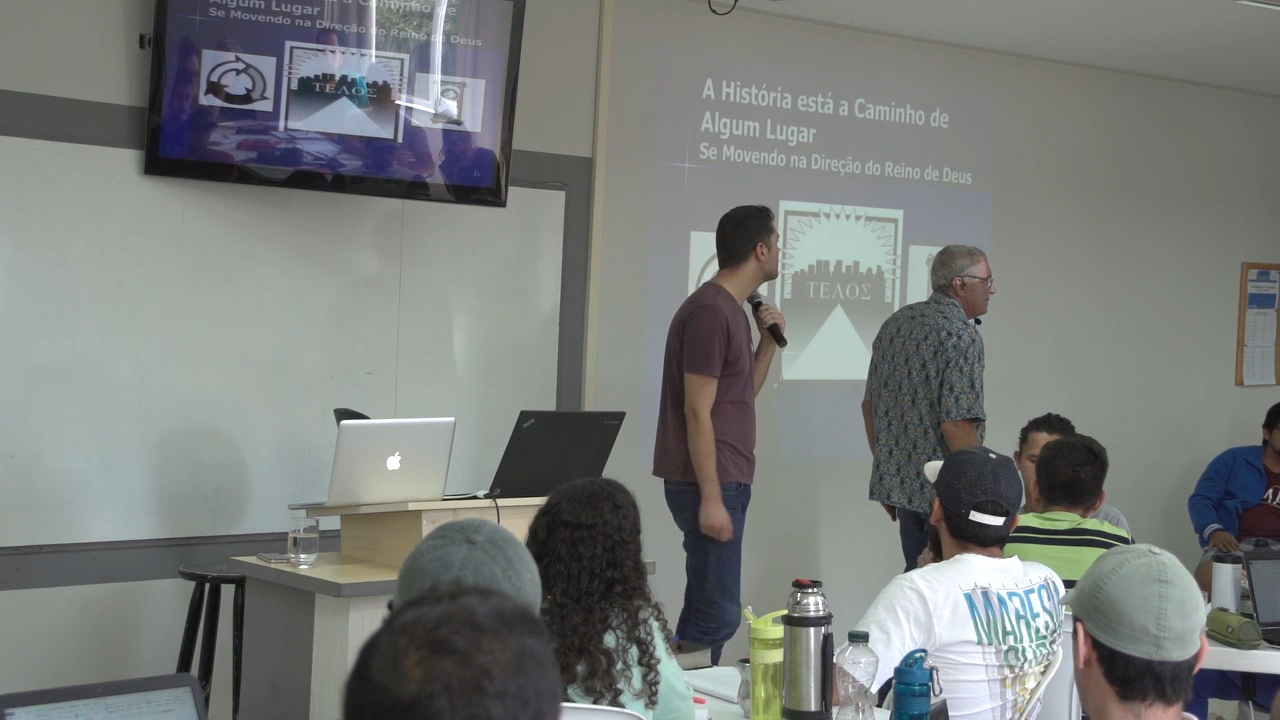 Algum Lugar
Se Movendo na Direção do Reino de Deus
ΤΕΛΟΣ
A História está a Caminho de
Algum Lugar
Se Movendo na Direção do Reino de Deus
ΤΕΛΟΣ
MARESIA